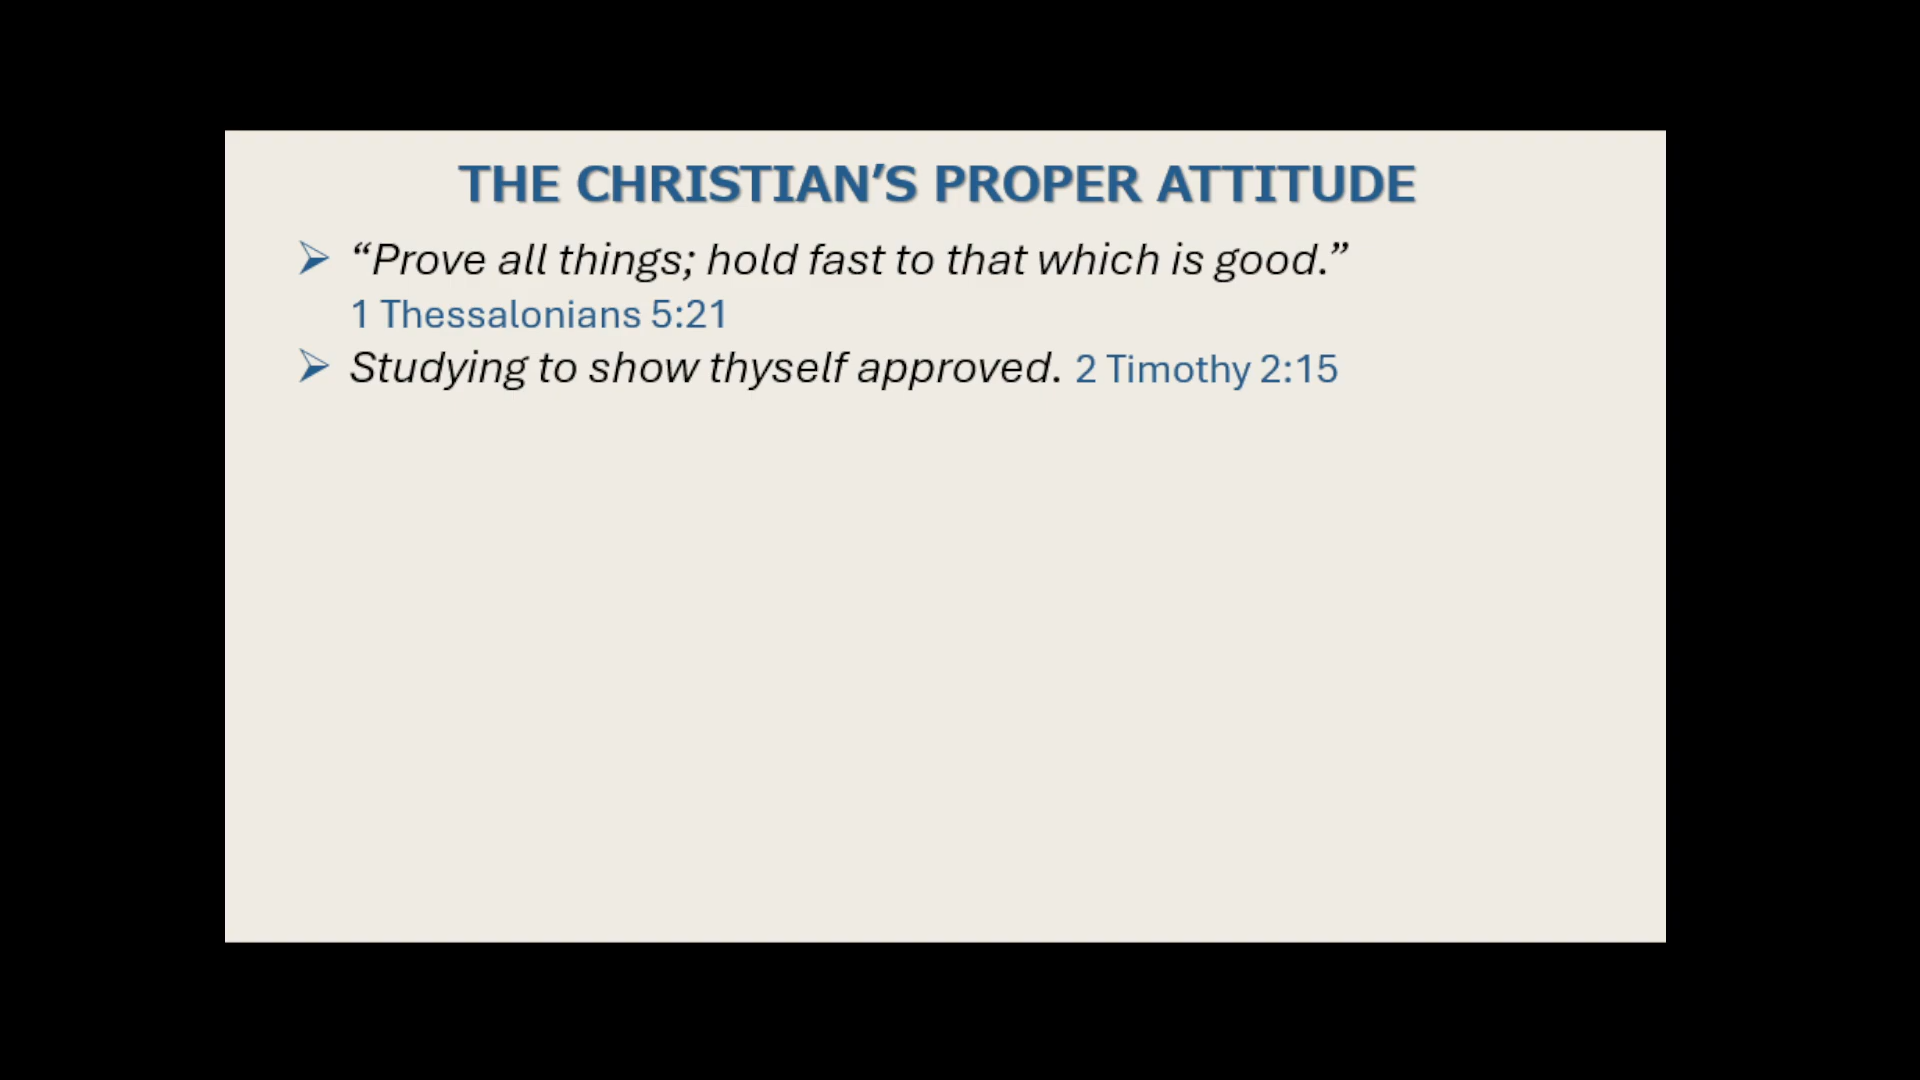 THE CHRISTIAN’S PROPER ATTITUDE
“Prove all things; hold fast to that which is good.”
1 Thessalonians 5:21
Studying to show thyself approved. 2 Timothy 2:15